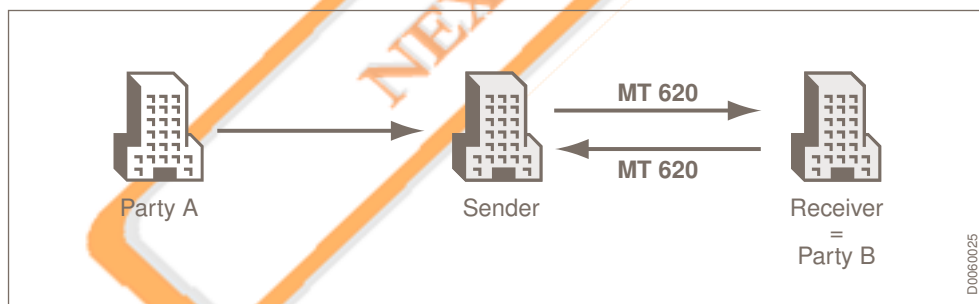 MT 620
MT 620
Party A
Sender
Receiver
=
Party B
D0060025